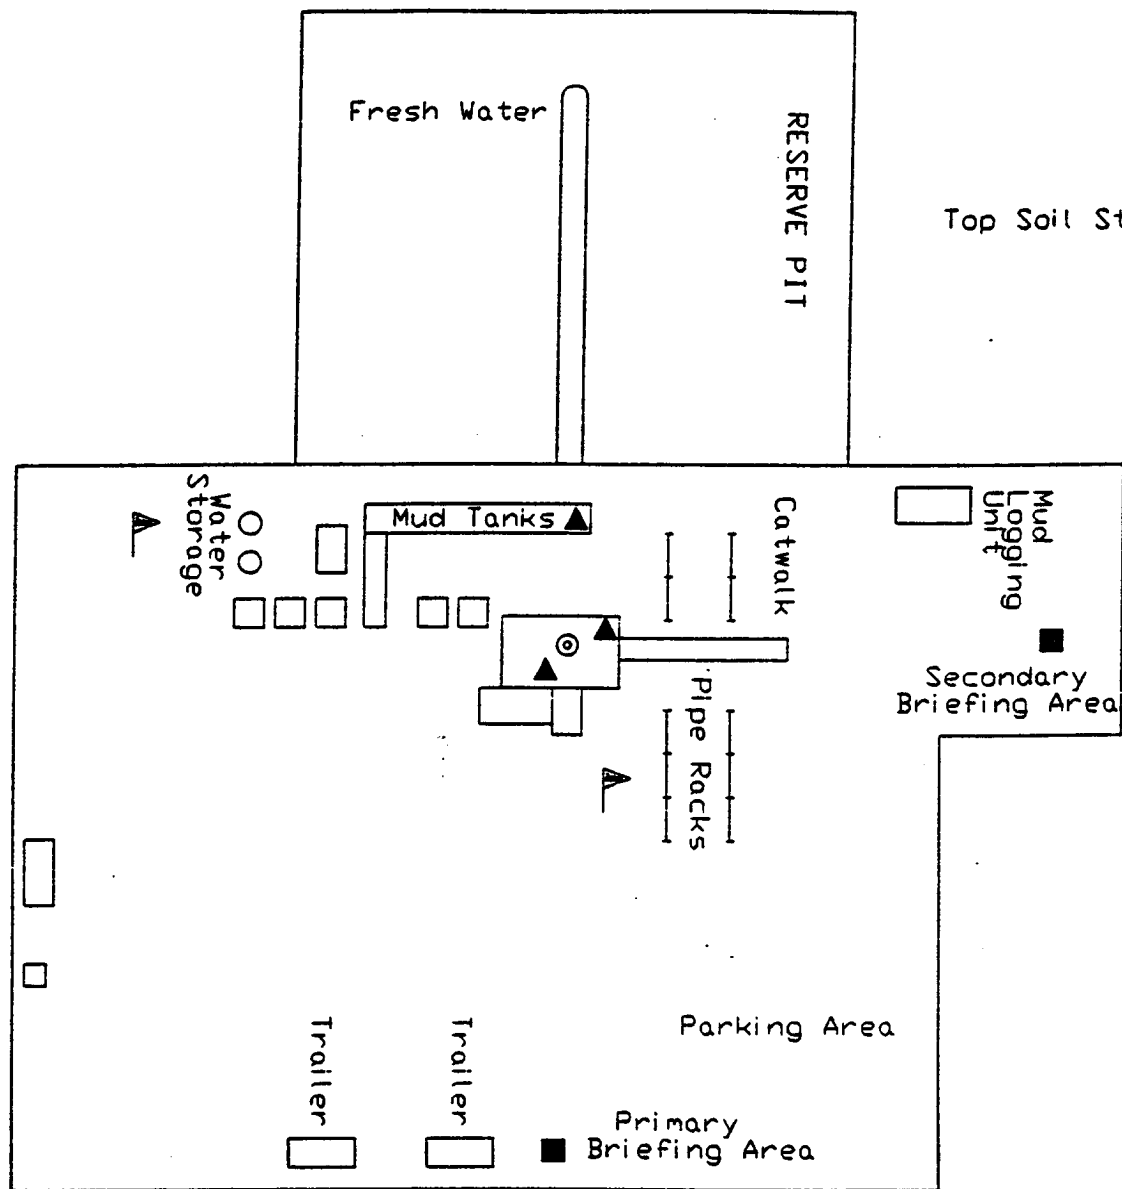 Fresh Water
RESERVE PIT
Top Soil
Water
Storage
Mud Tanks
Catwalk
Mud
Logging
Unit
Secondary
Briefing Area
Pipe Racks
Parking Area
Trailer
Trailer
Primary
Briefing Area